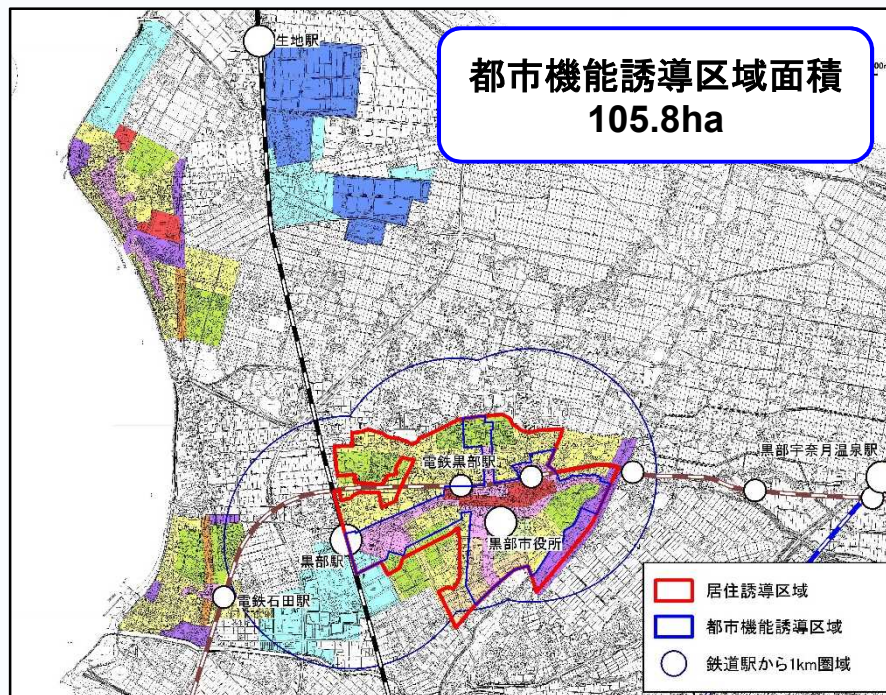 生地駅
都市機能誘導区域面積
105.8ha
黒部宇奈月温泉駅
電鉄黒部駅
黒部市役所
黒部駅
電鉄石田駅
居住誘導区域
都市機能誘導区域
鉄道駅から1km圏域